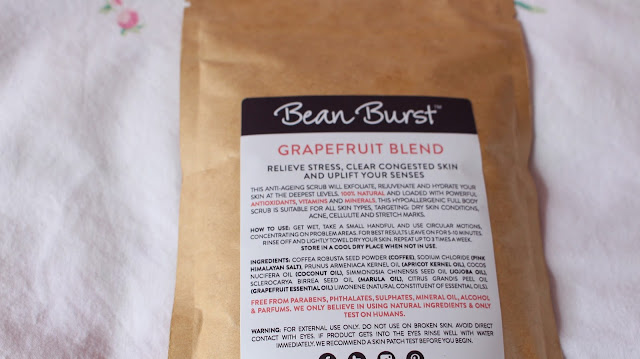 Bean Burst™
GRAPEFRUIT BLEND
RELIEVE STRESS, CLEAR CONGESTED SKIN
AND UPLIFT YOUR SENSES
THIS ANTI-AGEING SCRUB WILL EXFOLIATE, REJUVENATE AND HYDRATE YOUR
SKIN AT THE DEEPEST LEVELS, 100% NATURAL AND LOADED WITH POWERFUL
ANTIOXIDANTS, VITAMINS AND MINERALS. THIS HYPOALLERGENIC FULL BODY
SCRUB IS SUITABLE FOR ALL SKIN TYPES, TARGETING: DRY SKIN CONDITIONS,
ACNE, CELLULITE AND STRETCH MARKS.
HOW TO USE: GET WET, TAKE A SMALL HANDFUL AND USE CIRCULAR MOTIONS,
CONCENTRATING ON PROBLEM AREAS. FOR BEST RESULTS LEAVE ON FOR 5-10 MINUTES.
RINSE OFF AND LIGHTLY TOWEL DRY YOUR SKIN. REPEAT UP TO 3 TIMES A WEEK.
STORE IN A COOL DRY PLACE WHEN NOT IN USE.
INGREDIENTS: COFFEA ROBUSTA SEED POWDER (COFFEE), SODIUM CHLORIDE (PINK
HIMALAYAN SALT), PRUNUS ARMENIACA KERNEL OIL (APRICOT KERNEL OIL), COCOS
NUCIFERA OIL (COCONUT OIL), SIMMONDSIA CHINENSIS SEED OIL (JOJOBA OIL),
SCLEROCARYA BIRREA SEED OIL (MARULA OIL), CITRUS GRANDIS PEEL OIL
(GRAPEFRUIT ESSENTIAL OIL) LIMONENE (NATURAL CONSTITUENT OF ESSENTIAL OILS).
FREE FROM PARABENS, PHTHALATES, SULPHATES, MINERAL OIL, ALCOHOL
& PARFUMS. WE ONLY BELIEVE IN USING NATURAL INGREDIENTS & ONLY
TEST ON HUMANS.
WARNING: FOR EXTERNAL USE ONLY. DO NOT USE ON BROKEN SKIN. AVOID DIRECT
CONTACT WITH EYES. IF PRODUCT GETS INTO THE EYES RINSE WELL WITH WATER
IMMEDIATELY. WE RECOMMEND A SKIN PATCH TEST BEFORE YOU BEGIN.